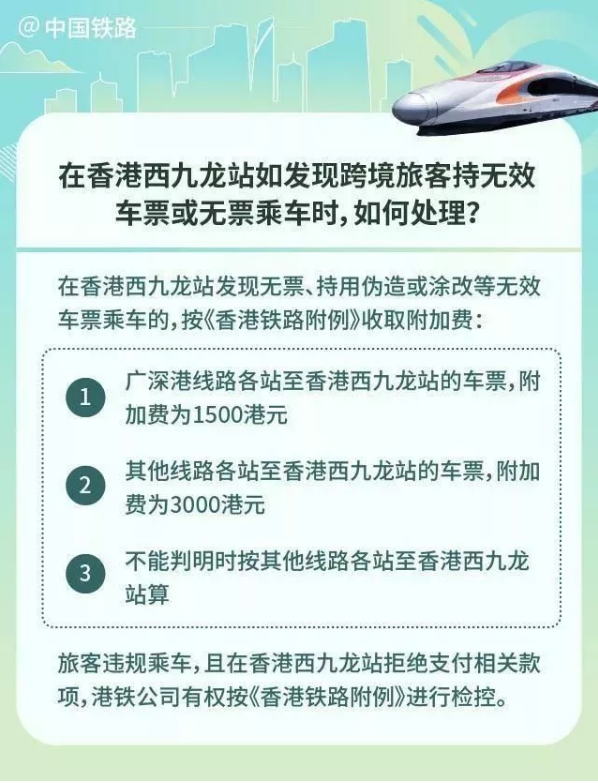 @中国铁路
在香港西九龙站如发现跨境旅客持无效
车票或无票乘车时，如何处理？
在香港西九龙站发现无票、持用伪造或涂改等无效
车票乘车的，按《香港铁路附例》收取附加费：
1 广深港线路各站至香港西九龙站的车票，附
加费为1500港元
2 其他线路各站至香港西九龙站的车票，附加
费为3000港元
3 不能判明时按其他线路各站至香港西九龙
站算
旅客违规乘车，且在香港西九龙站拒绝支付相关款
项，港铁公司有权按《香港铁路附例》进行检控。